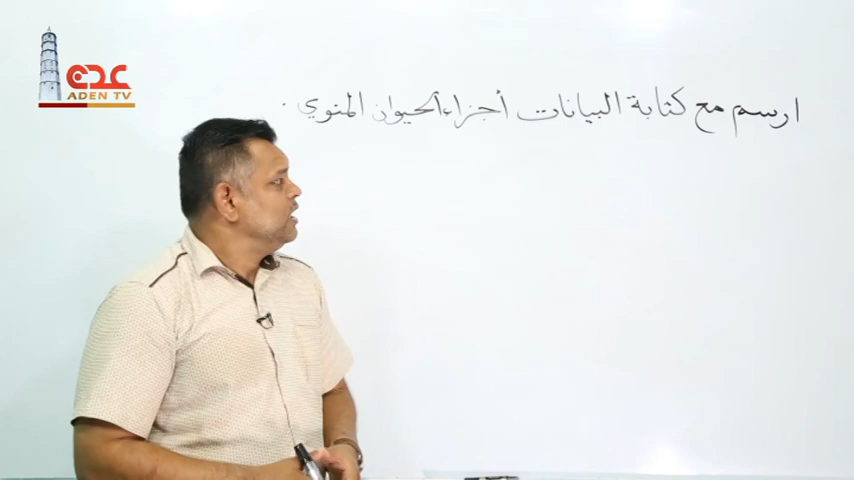 عدن
ADEN TV
ارسم مع كتابة البيانات أجزاء الحيوان المنوي .